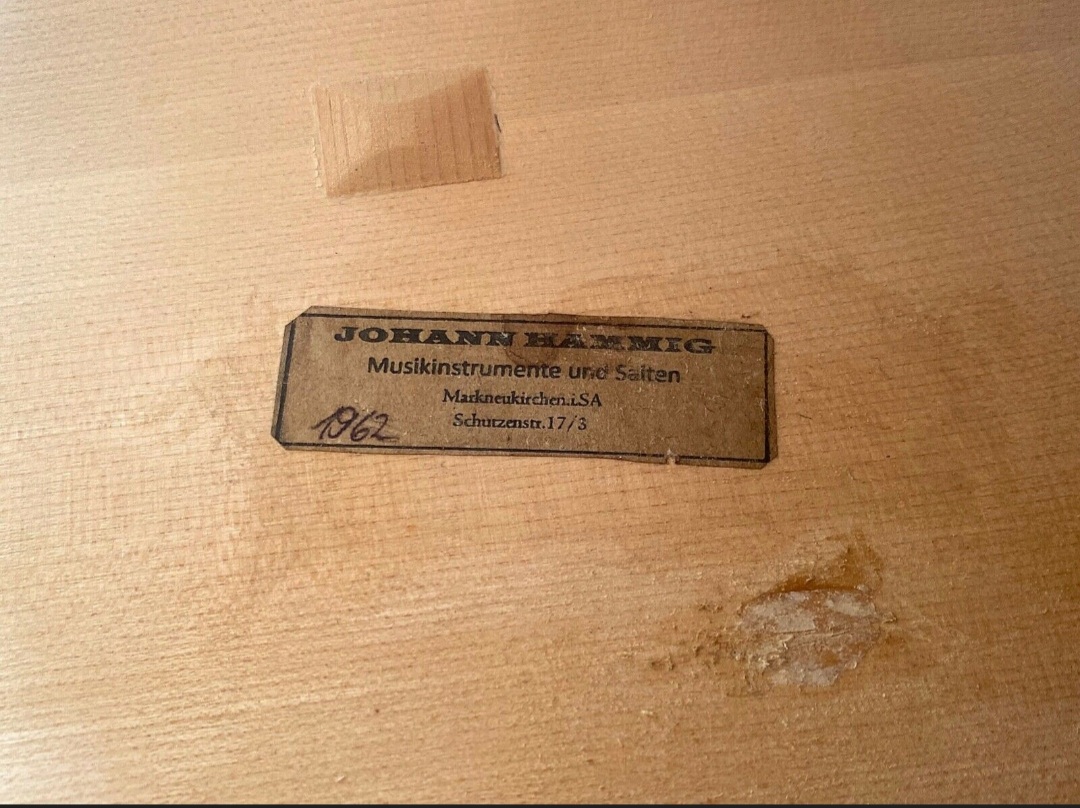 JOHANN HAMMIG
Musikinstrumente und Saiten
Markneukirchen.i.SA
Schutzenstr.17/3
1962